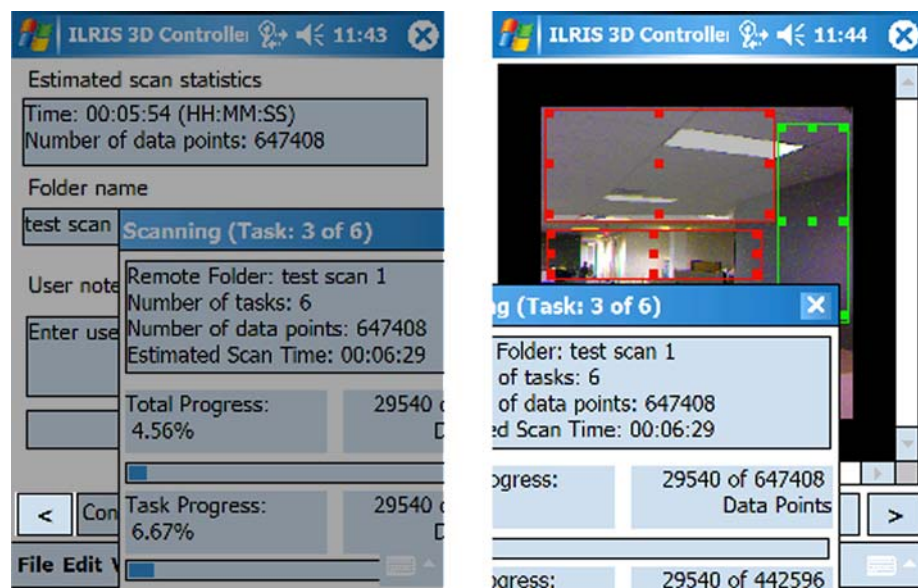 ILRIS 3D Controller 11:43
Estimated scan statistics
Time: 00:05:54 (HH:MM:SS)
Number of data points: 647408
Folder name
test scan
User note
Enter use
Scanning (Task: 3 of 6)
Remote Folder: test scan 1
Number of tasks: 6
Number of data points: 647408
Estimated Scan Time: 00:06:29
Total Progress:
4.56%
29540
Task Progress:
6.67%
29540
< Con
File Edit V
ILRIS 3D Controller 11:44
g (Task: 3 of 6)
Folder: test scan 1
of tasks: 6
of data points: 647408
ed Scan Time: 00:06:29
ogress:
29540 of 647408
Data Points
>
ogress:
29540 of 442596